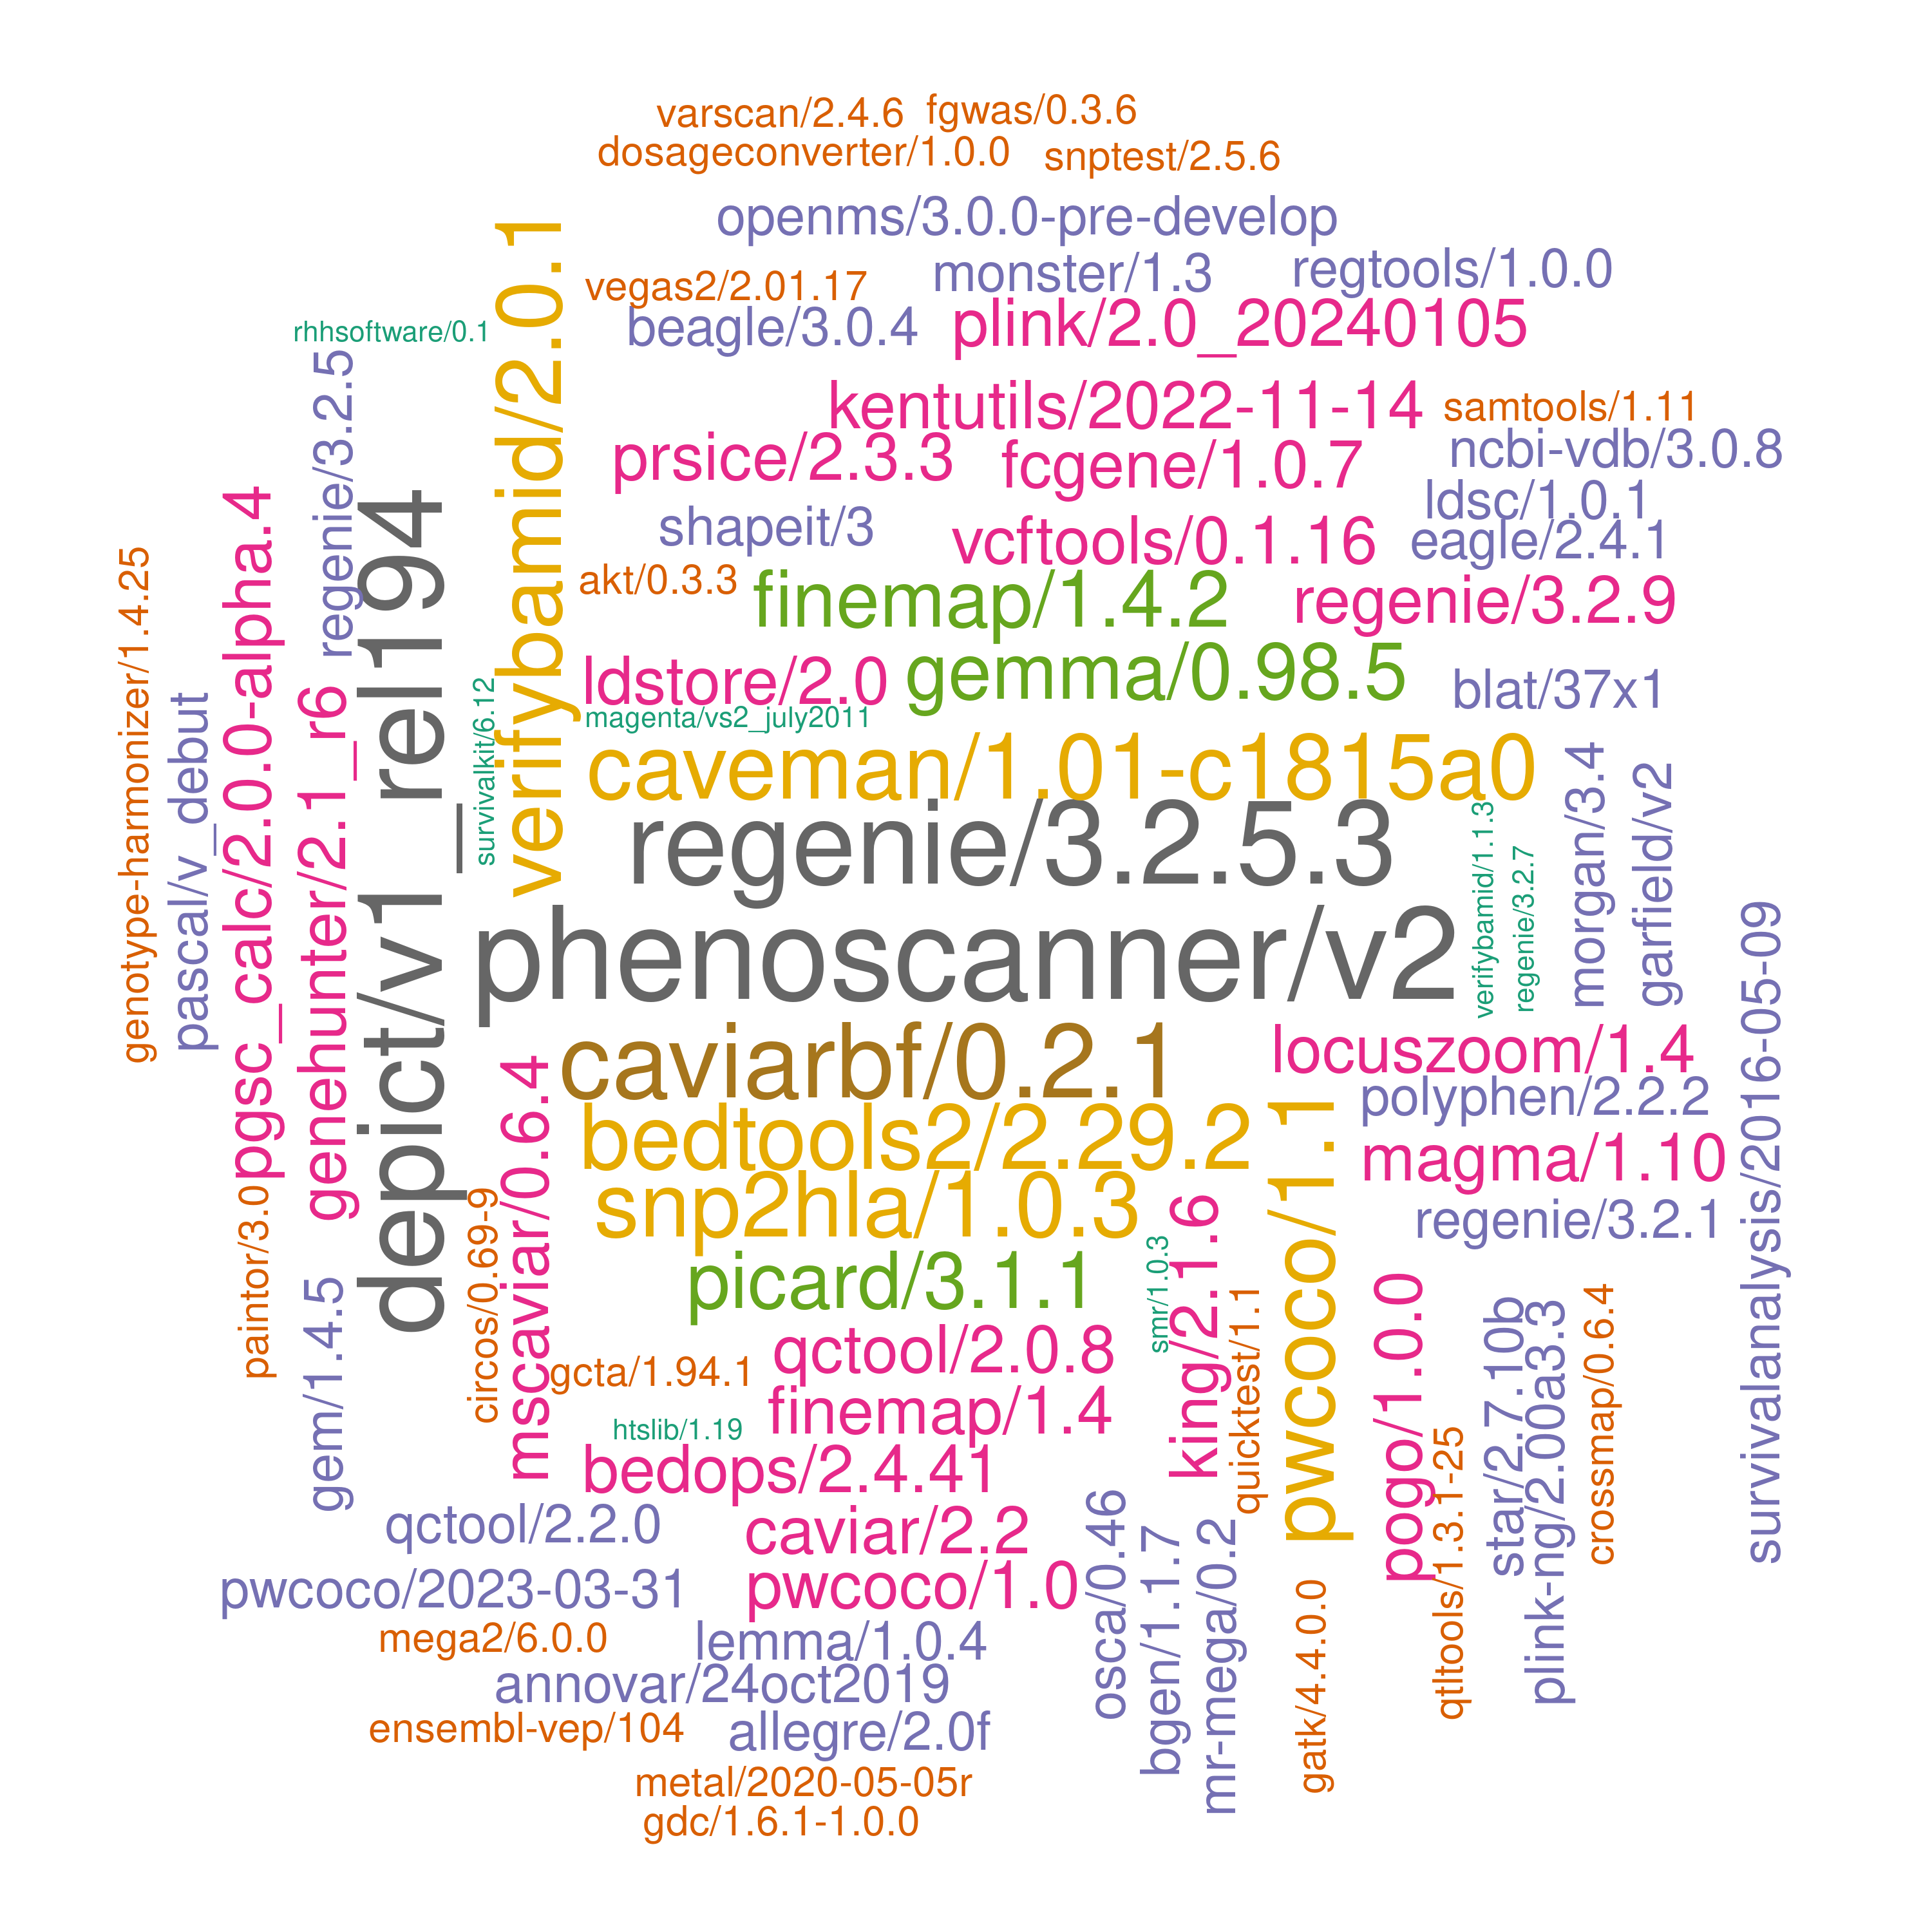 varscan/2.4.6
fgwas/0.3.6
dosageconverter/1.0.0
snptest/2.5.6
openms/3.0.0-pre-develop
monster/1.3
regtools/1.0.0
vegas2/2.01.17
beagle/3.0.4
plink/2.0_20240105
rhhsoftware/0.1
kentutils/2022-11-14
samtools/1.11
prsice/2.3.3
fcgene/1.0.7
ncbi-vdb/3.0.8
ldsc/1.0.1
shapeit/3
vcftools/0.1.16
eagle/2.4.1
akt/0.3.3
finemap/1.4.2
regenie/3.2.9
ldstore/2.0
gemma/0.98.5
blat/37x1
magenta/vs2_july2011
caveman/1.01-c1815a0
regenie/3.2.5.3
phenoscanner/v2
genotype-harmonizer/1.4.25
pascal/v_debut
pgsc_calc/2.0.0-alpha.4
genehunter/2.1_r6
regenie/3.2.5
depict/v1_rel194
survivalkit/6.12
verifybamid/2.0.1
verifybamid/1.1.3
regenie/3.2.7
morgan/3.4
garfield/v2
survivalanalysis/2016-05-09
caviarbf/0.2.1
locuszoom/1.4
polyphen/2.2.2
bedtools2/2.29.2
magma/1.10
snp2hla/1.0.3
regenie/3.2.1
picard/3.1.1
paintor/3.0
gem/1.4.5
circos/0.69-9
mscaviar/0.6.4
smr/1.0.3
king/2.1.6
quicktest/1.1
pwcoco/1.1
pogo/1.0.0
qtltools/1.3.1-25
star/2.7.10b
plink-ng/2.00a3.3
crossmap/0.6.4
qctool/2.0.8
gcta/1.94.1
finemap/1.4
htslib/1.19
bedops/2.4.41
qctool/2.2.0
caviar/2.2
pwcoco/2023-03-31
pwcoco/1.0
mega2/6.0.0
lemma/1.0.4
osca/0.46
bgen/1.1.7
mr-mega/0.2
gatk/4.4.0.0
annovar/24oct2019
ensembl-vep/104
allegre/2.0f
metal/2020-05-05r
gdc/1.6.1-1.0.0